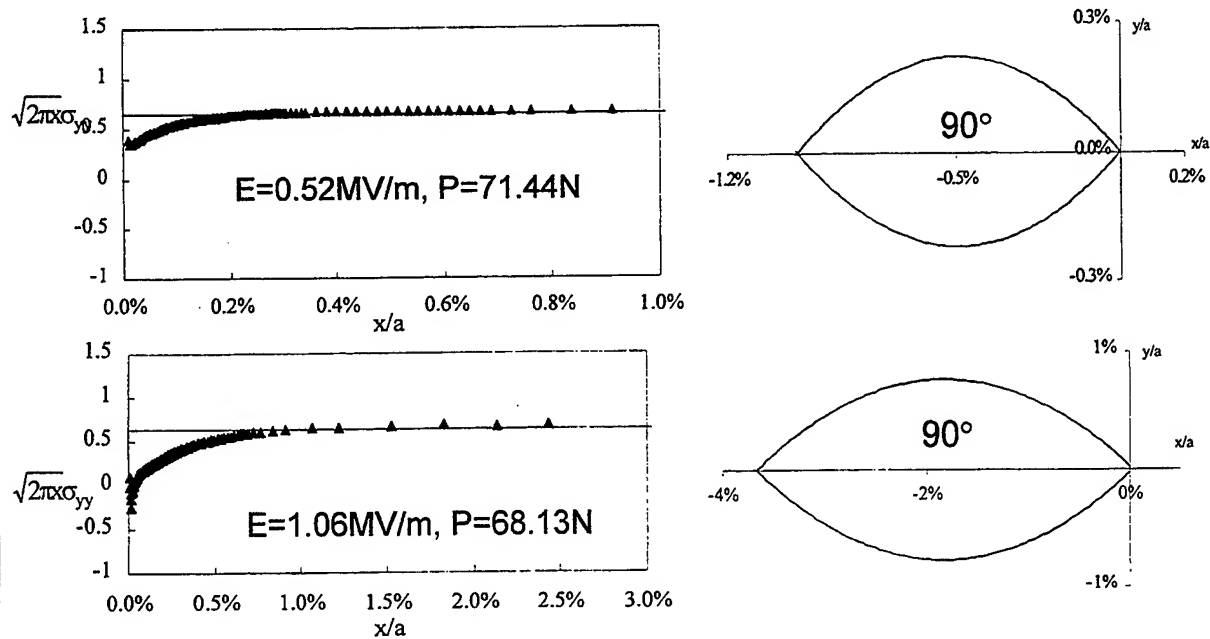 1.5
1
0.5
0
-0.5
-1
√2πxσyy
E=0.52MV/m, P=71.44N
0.0% 0.2% 0.4% 0.6% 0.8% 1.0%
x/a
0.3%
y/a
90°
x/a
0.0%
-1.2% -0.5% 0.2%
-0.3%
1.5
1
0.5
0
-0.5
-1
√2πxσyy
E=1.06MV/m, P=68.13N
0.0% 0.5% 1.0% 1.5% 2.0% 2.5% 3.0%
x/a
1%
y/a
90°
x/a
-4% -2% 0%
-1%